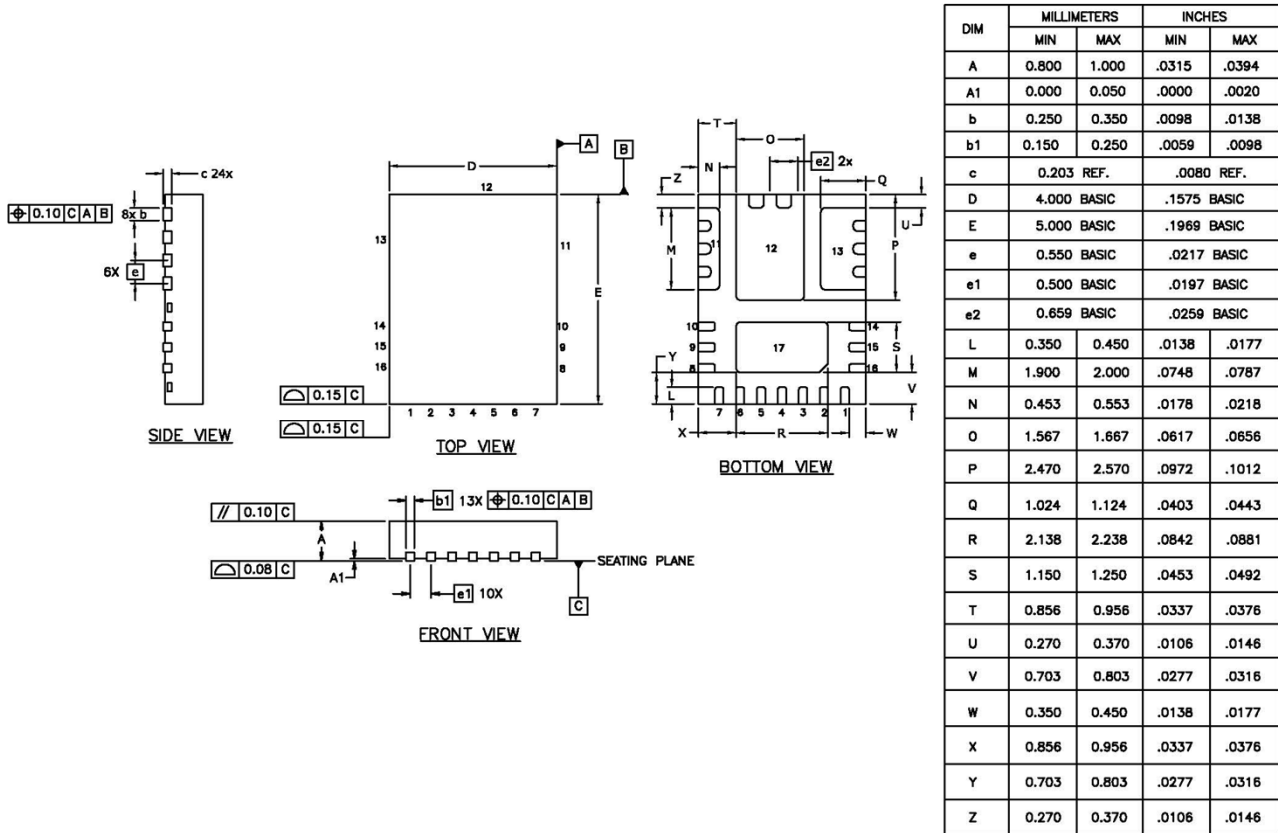 c 24x
⌖ 0.10 C A B
8x b
6X e
SIDE VIEW
D
A
B
12
13
11
E
14
15
16
10
9
8
1 2 3 4 5 6 7
⌓ 0.15 C
⌓ 0.15 C
TOP VIEW
T
O
N
e2 2x
Z
Q
U
M
P
11
12
13
10
9
8
17
14
15
16
S
Y
L
V
7 6 5 4 3 2 1
X
R
W
BOTTOM VIEW
b1 13X ⌖ 0.10 C A B
// 0.10 C
A
⌓ 0.08 C
A1
SEATING PLANE
e1 10X
C
FRONT VIEW
DIM MILLIMETERS INCHES
MIN MAX MIN MAX
A 0.800 1.000 .0315 .0394
A1 0.000 0.050 .0000 .0020
b 0.250 0.350 .0098 .0138
b1 0.150 0.250 .0059 .0098
c 0.203 REF. .0080 REF.
D 4.000 BASIC .1575 BASIC
E 5.000 BASIC .1969 BASIC
e 0.550 BASIC .0217 BASIC
e1 0.500 BASIC .0197 BASIC
e2 0.659 BASIC .0259 BASIC
L 0.350 0.450 .0138 .0177
M 1.900 2.000 .0748 .0787
N 0.453 0.553 .0178 .0218
O 1.567 1.667 .0617 .0656
P 2.470 2.570 .0972 .1012
Q 1.024 1.124 .0403 .0443
R 2.138 2.238 .0842 .0881
S 1.150 1.250 .0453 .0492
T 0.856 0.956 .0337 .0376
U 0.270 0.370 .0106 .0146
V 0.703 0.803 .0277 .0316
W 0.350 0.450 .0138 .0177
X 0.856 0.956 .0337 .0376
Y 0.703 0.803 .0277 .0316
Z 0.270 0.370 .0106 .0146